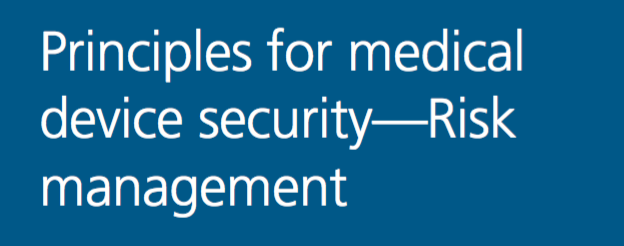 Principles for medical
device security—Risk
management